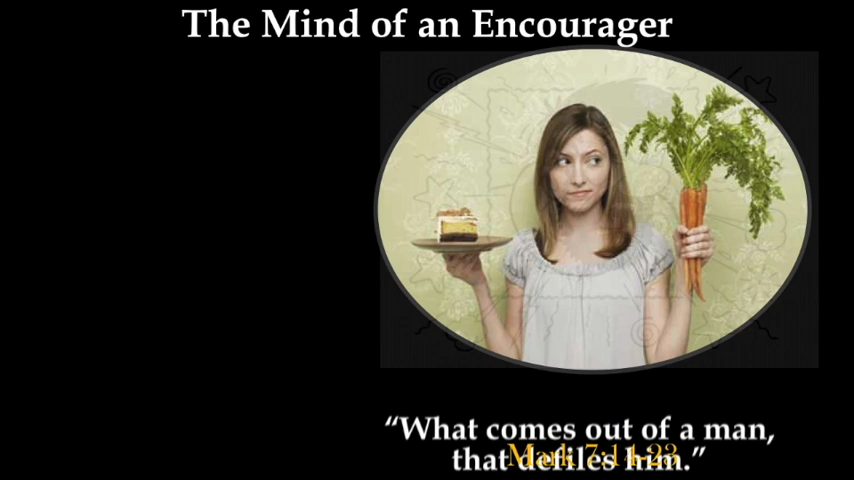 The Mind of an Encourager
“What comes out of a man,
that defiles him.”
Mark 7:14-23